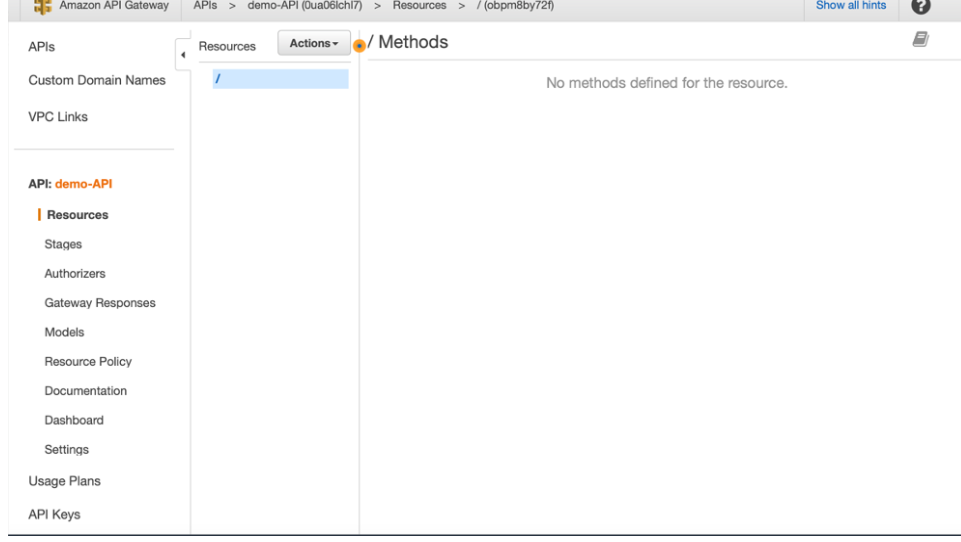 Amazon API Gateway APIs > demo-API (0ua06lchl7) > Resources > / (obpm8by72f) Show all hints ?
APIs
Custom Domain Names
VPC Links
API: demo-API
Resources
Stages
Authorizers
Gateway Responses
Models
Resource Policy
Documentation
Dashboard
Settings
Usage Plans
API Keys
Resources Actions
/
/ Methods
No methods defined for the resource.